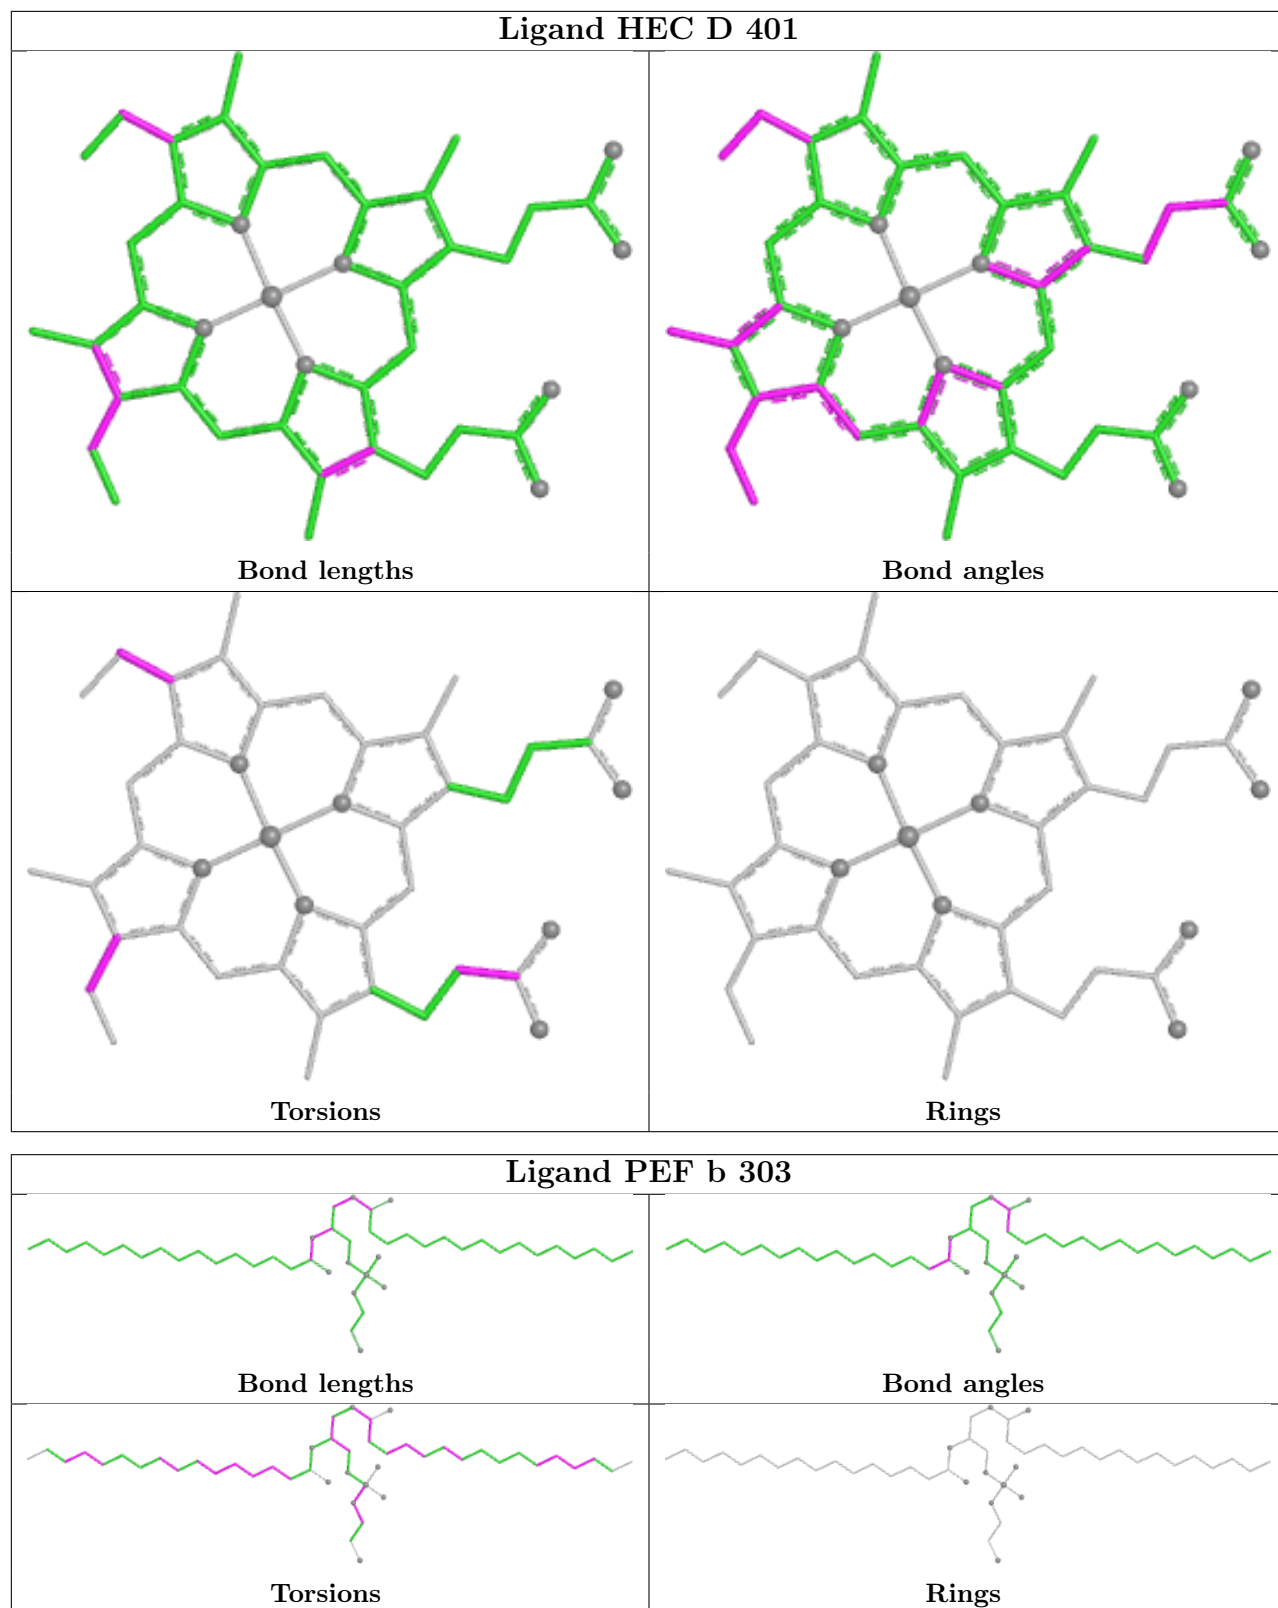 Ligand HEC D 401
Bond lengths
Bond angles
Torsions
Rings
Ligand PEF b 303
Bond lengths
Bond angles
Torsions
Rings